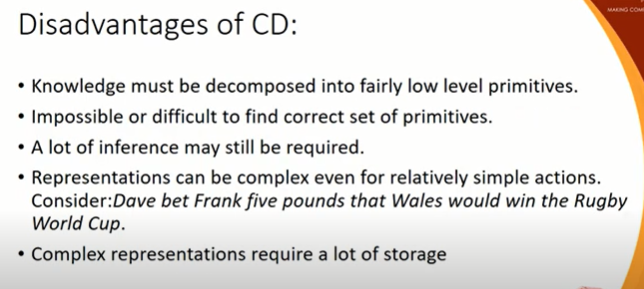 MAKING COM
Disadvantages of CD:
• Knowledge must be decomposed into fairly low level primitives.
• Impossible or difficult to find correct set of primitives.
• A lot of inference may still be required.
• Representations can be complex even for relatively simple actions.
Consider:Dave bet Frank five pounds that Wales would win the Rugby
World Cup.
• Complex representations require a lot of storage